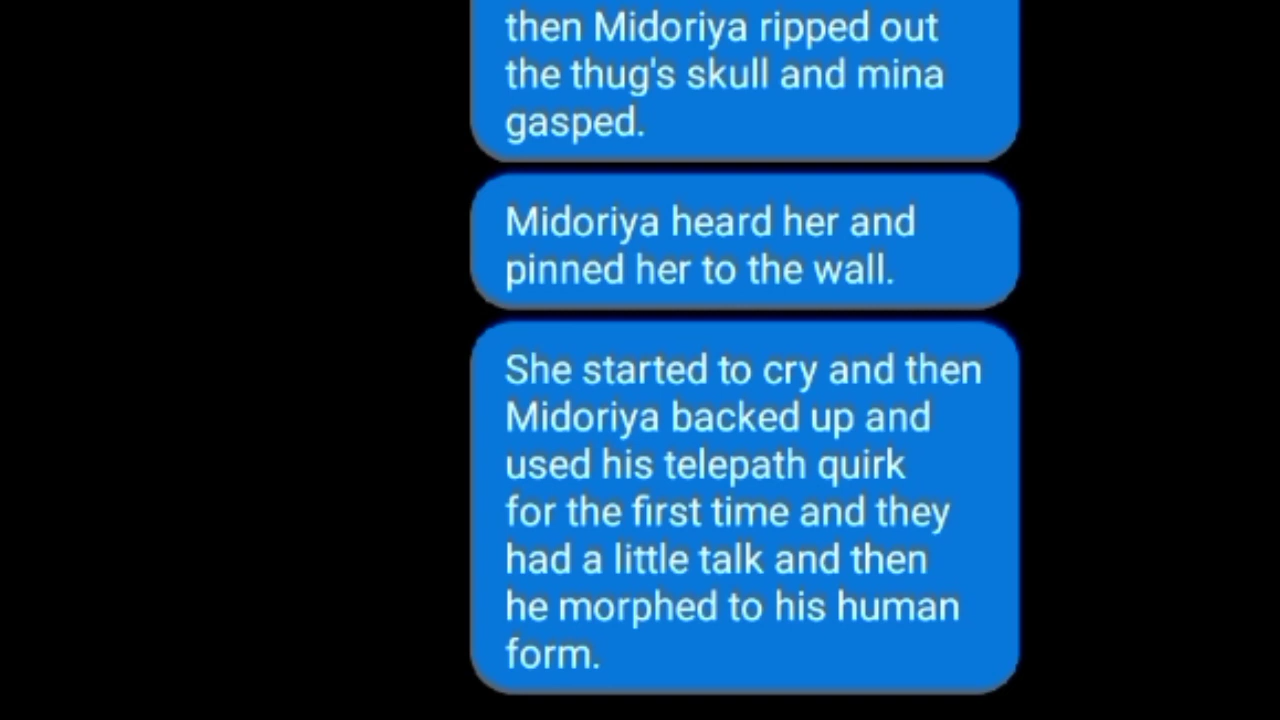 then Midoriya ripped out
the thug's skull and mina
gasped.
Midoriya heard her and
pinned her to the wall.
She started to cry and then
Midoriya backed up and
used his telepath quirk
for the first time and they
had a little talk and then
he morphed to his human
form.